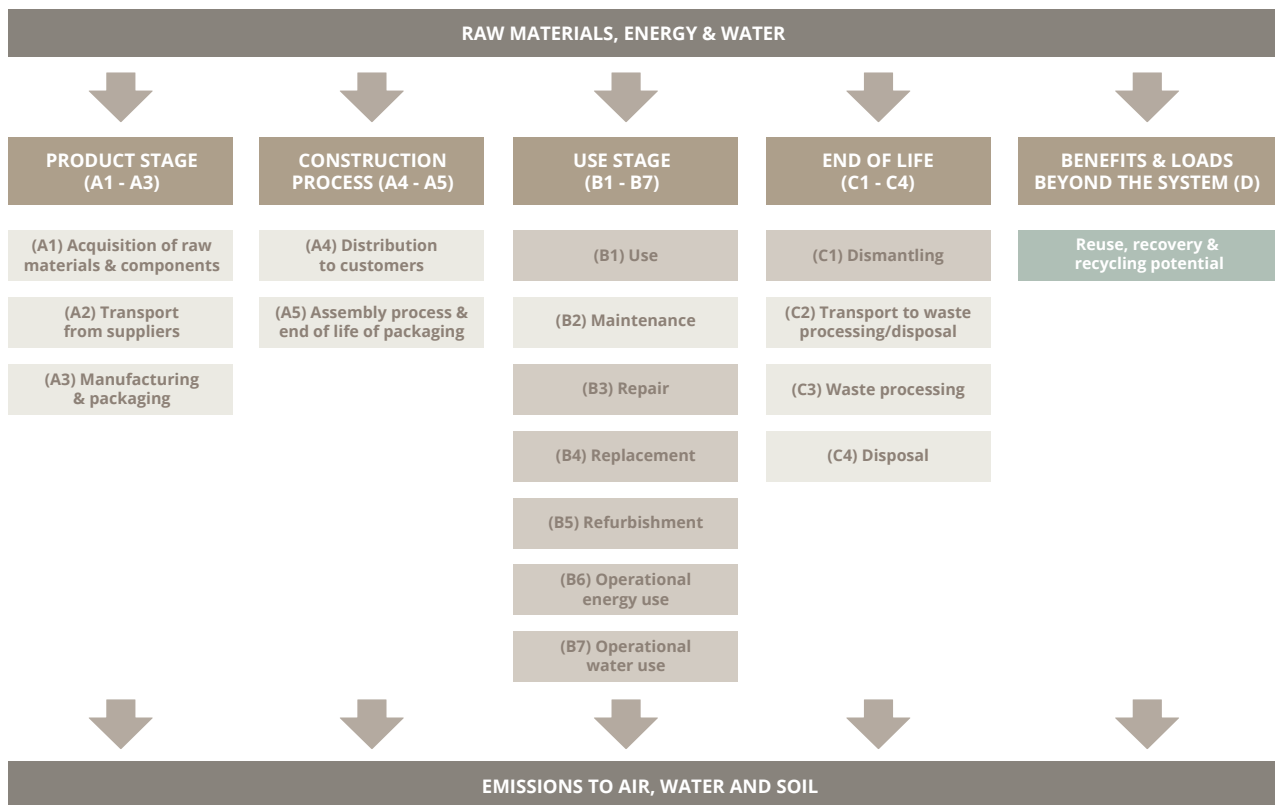 RAW MATERIALS, ENERGY & WATER
PRODUCT STAGE
(A1 - A3)
(A1) Acquisition of raw
materials & components
(A2) Transport
from suppliers
(A3) Manufacturing
& packaging
CONSTRUCTION
PROCESS (A4 - A5)
(A4) Distribution
to customers
(A5) Assembly process &
end of life of packaging
USE STAGE
(B1 - B7)
(B1) Use
(B2) Maintenance
(B3) Repair
(B4) Replacement
(B5) Refurbishment
(B6) Operational
energy use
(B7) Operational
water use
END OF LIFE
(C1 - C4)
(C1) Dismantling
(C2) Transport to waste
processing/disposal
(C3) Waste processing
(C4) Disposal
BENEFITS & LOADS
BEYOND THE SYSTEM (D)
Reuse, recovery &
recycling potential
EMISSIONS TO AIR, WATER AND SOIL